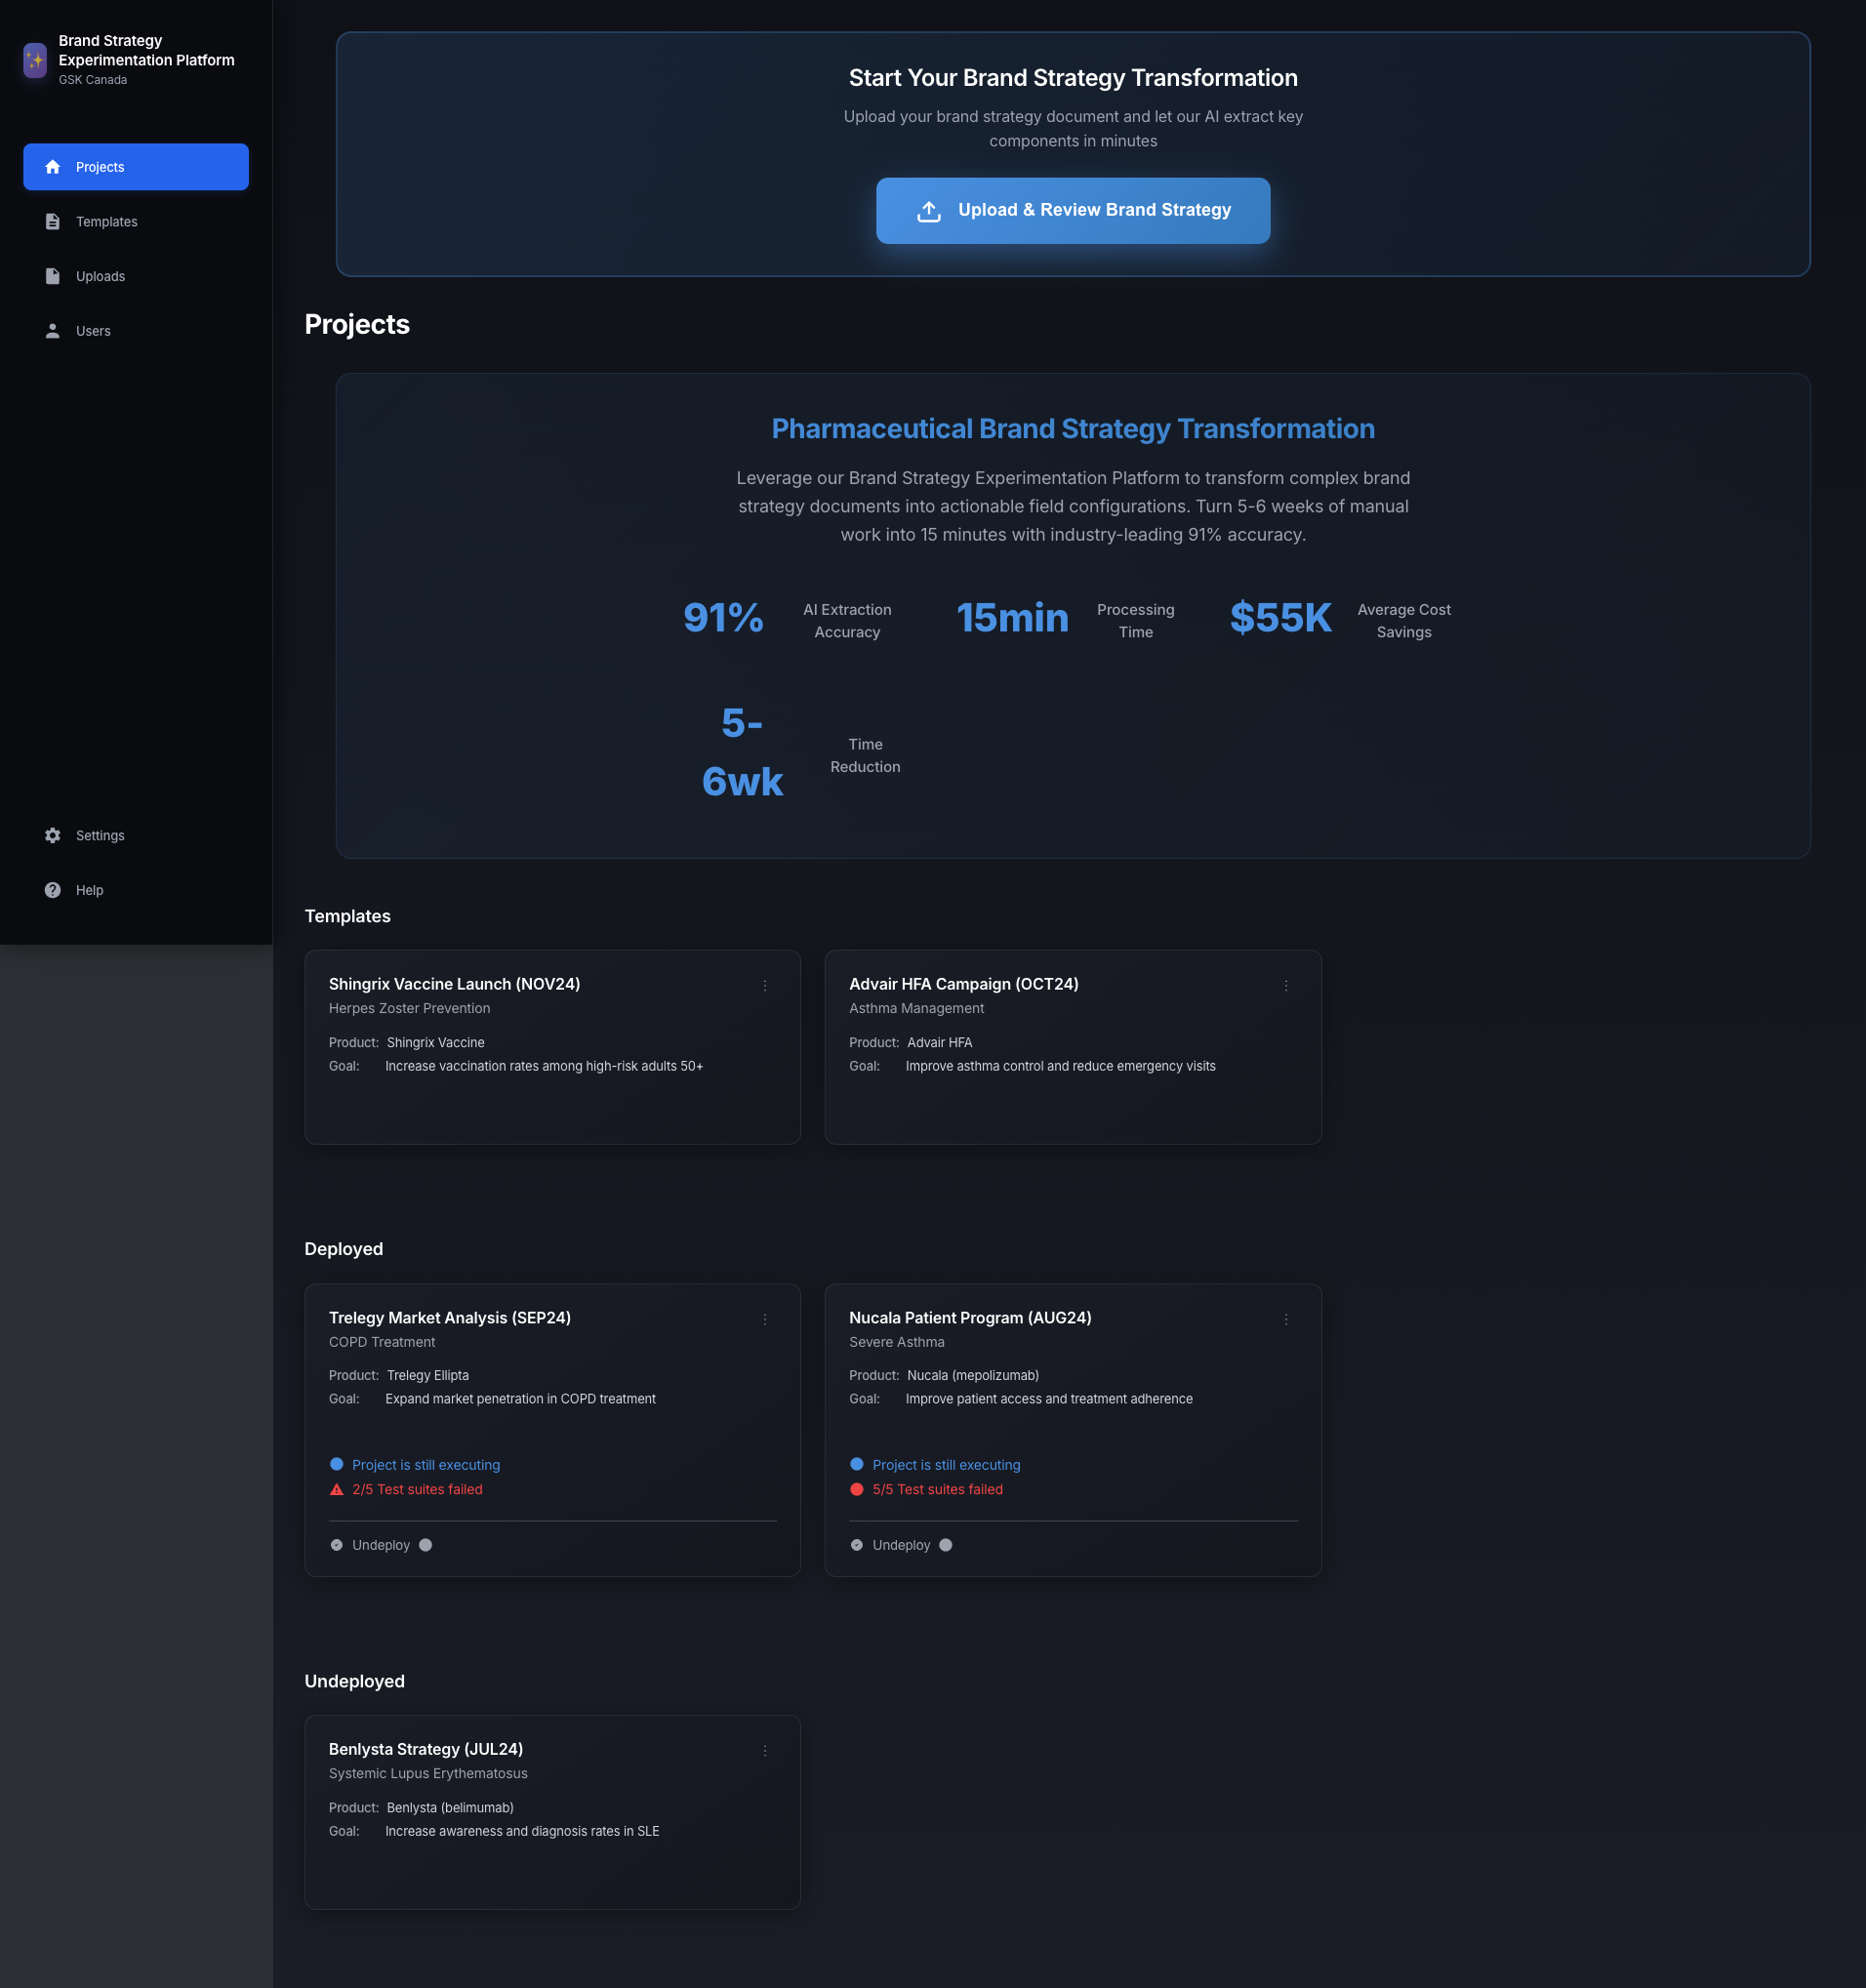 Brand Strategy
Experimentation Platform
GSK Canada
Projects
Templates
Uploads
Users
Settings
Help
Start Your Brand Strategy Transformation
Upload your brand strategy document and let our AI extract key
components in minutes
Upload & Review Brand Strategy
Projects
Pharmaceutical Brand Strategy Transformation
Leverage our Brand Strategy Experimentation Platform to transform complex brand
strategy documents into actionable field configurations. Turn 5-6 weeks of manual
work into 15 minutes with industry-leading 91% accuracy.
91%
AI Extraction
Accuracy
15min
Processing
Time
$55K
Average Cost
Savings
5-
6wk
Time
Reduction
Templates
Shingrix Vaccine Launch (NOV24)
Herpes Zoster Prevention
Product: Shingrix Vaccine
Goal: Increase vaccination rates among high-risk adults 50+
Advair HFA Campaign (OCT24)
Asthma Management
Product: Advair HFA
Goal: Improve asthma control and reduce emergency visits
Deployed
Trelegy Market Analysis (SEP24)
COPD Treatment
Product: Trelegy Ellipta
Goal: Expand market penetration in COPD treatment
Project is still executing
2/5 Test suites failed
Undeploy
Nucala Patient Program (AUG24)
Severe Asthma
Product: Nucala (mepolizumab)
Goal: Improve patient access and treatment adherence
Project is still executing
5/5 Test suites failed
Undeploy
Undeployed
Benlysta Strategy (JUL24)
Systemic Lupus Erythematosus
Product: Benlysta (belimumab)
Goal: Increase awareness and diagnosis rates in SLE